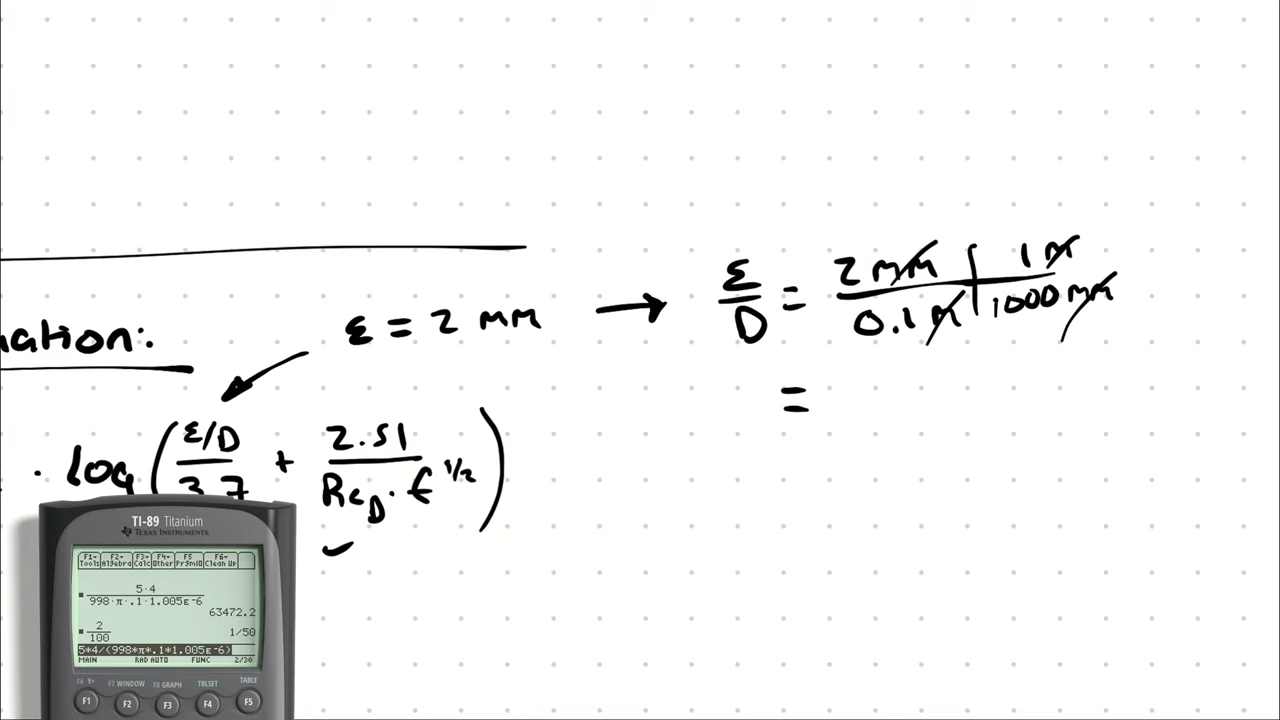 ε/D = 2 mm | 1 m
0.1 m | 1000 mm
ε = 2 mm
uation:
=
· log ( ε/D / 3.7 + 2.51 / Re_D · f^1/2 )
TI-89 Titanium
TEXAS INSTRUMENTS
F1▾ Tools F2▾ Algebra F3▾ Calc F4▾ Other F5 PrgmIO F6▾ Clean Up
5·4
998·π·.1·1.005E-6
63472.2
2
100
1/50
5*4/(998*π*.1*1.005E-6)
MAIN RAD AUTO FUNC 2/30
F6 Y= F7 WINDOW F8 GRAPH TBLSET TABLE
F1 F2 F3 F4 F5